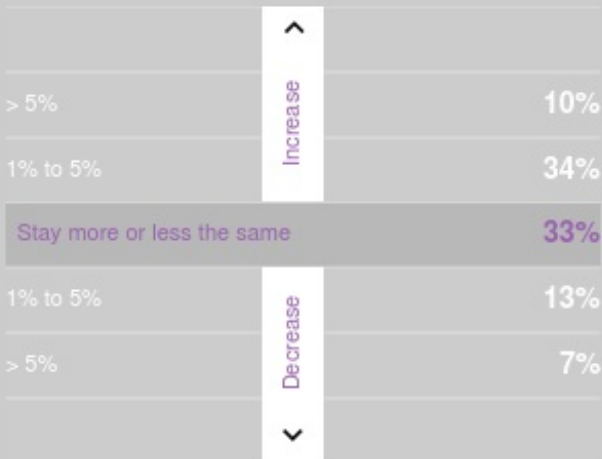 > 5% 10%
Increase
1% to 5% 34%
Stay more or less the same 33%
1% to 5% 13%
Decrease
> 5% 7%